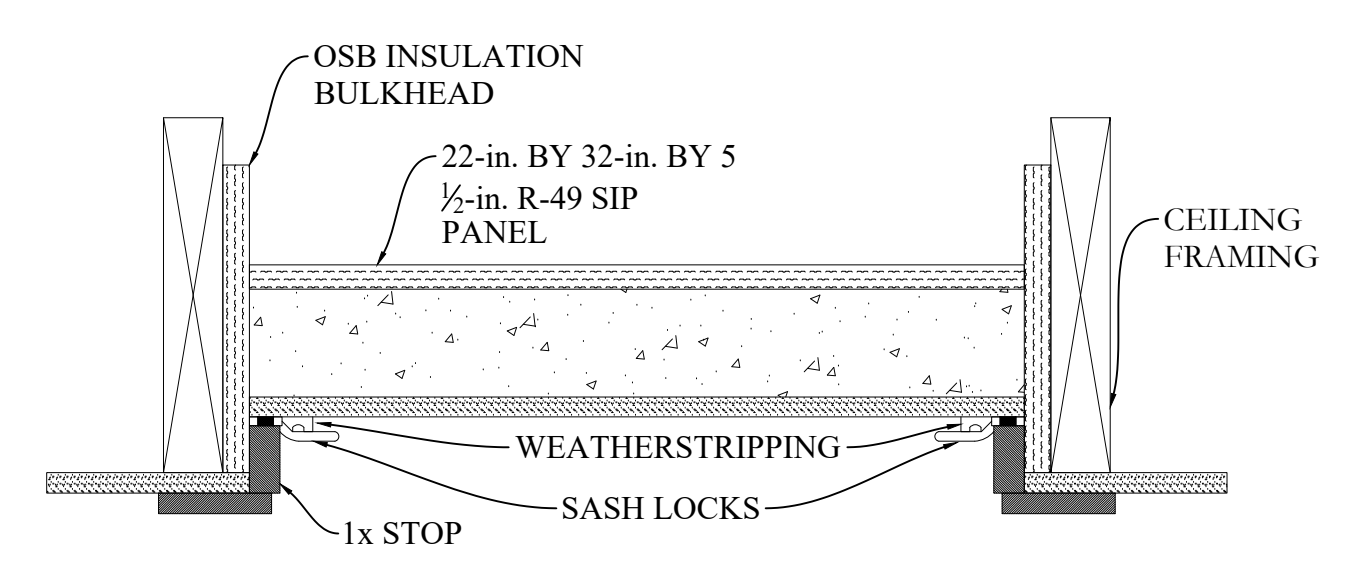 OSB INSULATION
BULKHEAD
22-in. BY 32-in. BY 5
½-in. R-49 SIP
PANEL
CEILING
FRAMING
WEATHERSTRIPPING
SASH LOCKS
1x STOP